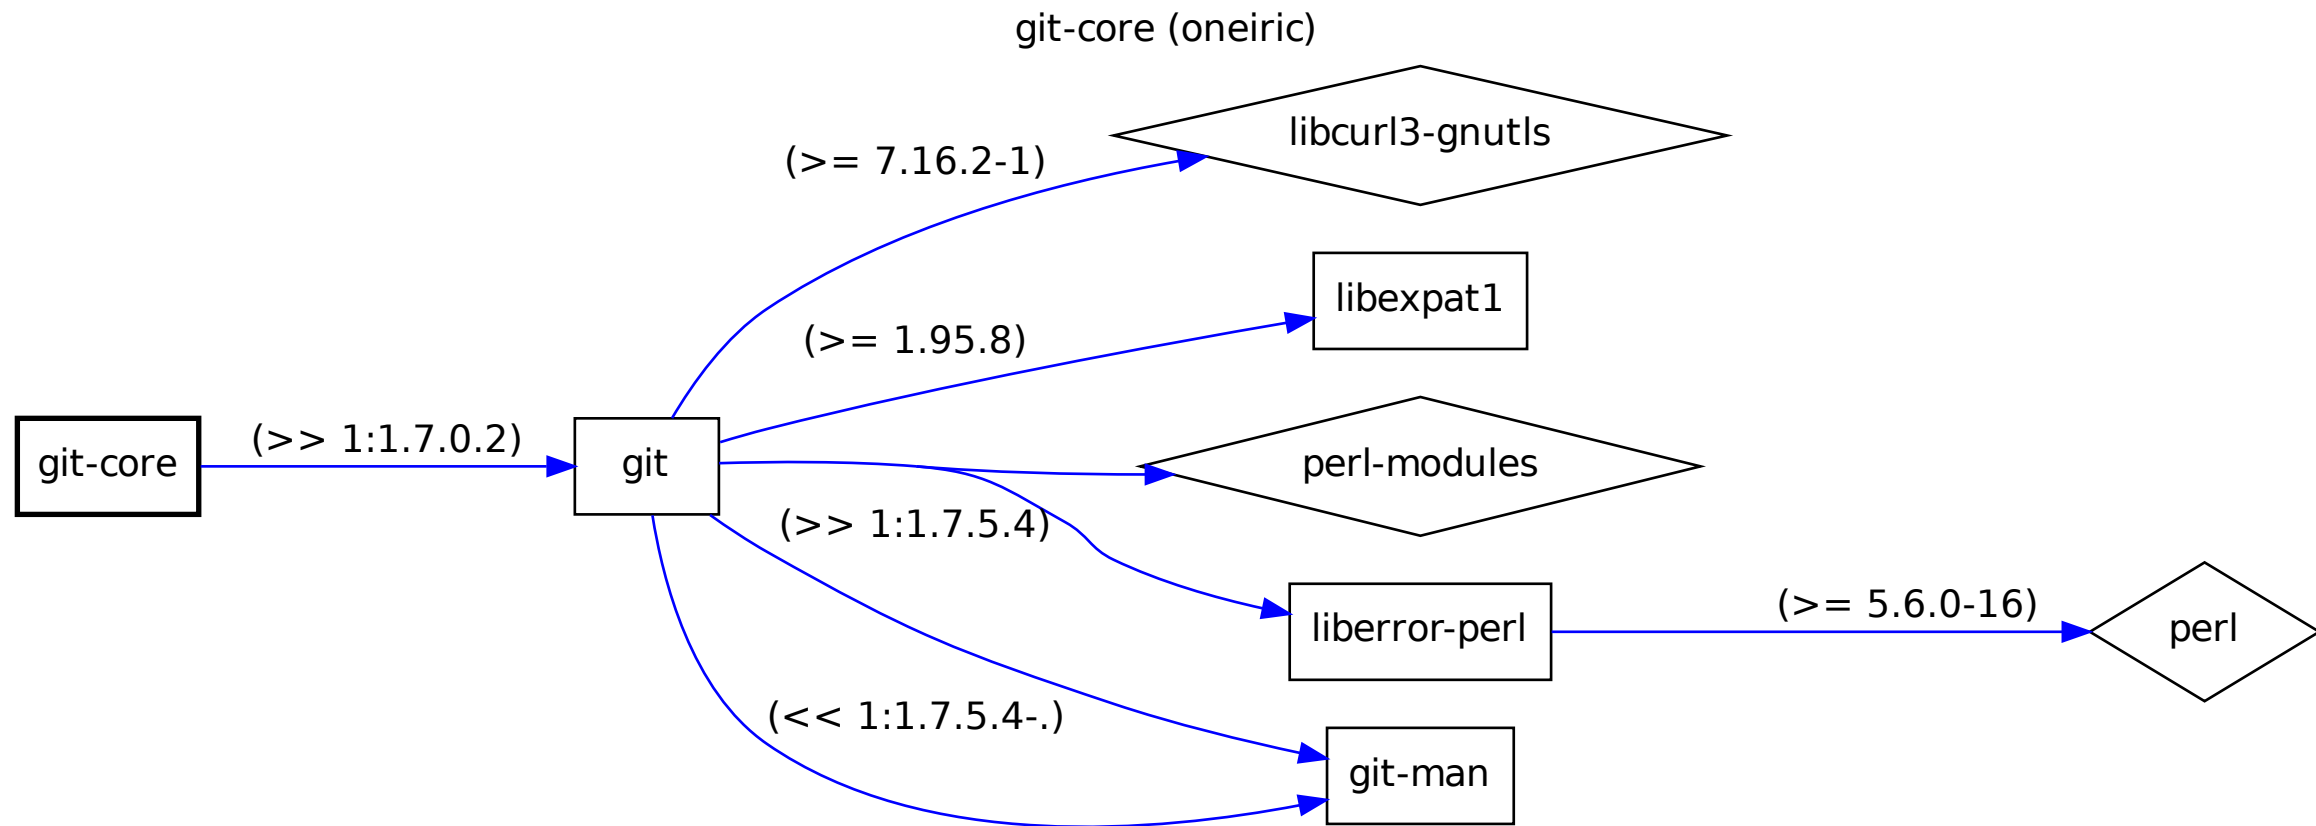 git-core (oneiric)
libcurl3-gnutls
(>= 7.16.2-1)
libexpat1
(>= 1.95.8)
git-core
(>> 1:1.7.0.2)
git
perl-modules
(>> 1:1.7.5.4)
liberror-perl
(>= 5.6.0-16)
perl
(<< 1:1.7.5.4-.)
git-man